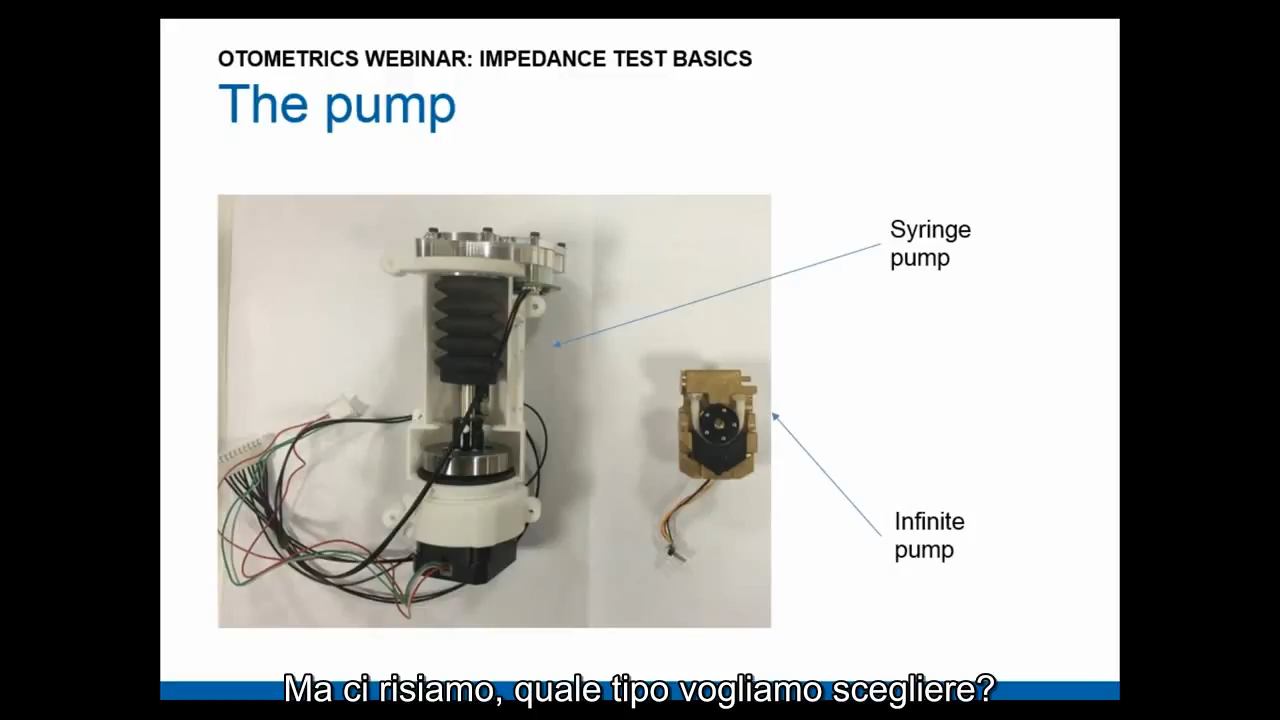 OTOMETRICS WEBINAR: IMPEDANCE TEST BASICS
The pump
Syringe
pump
Infinite
pump
Ma ci risiamo, quale tipo vogliamo scegliere?